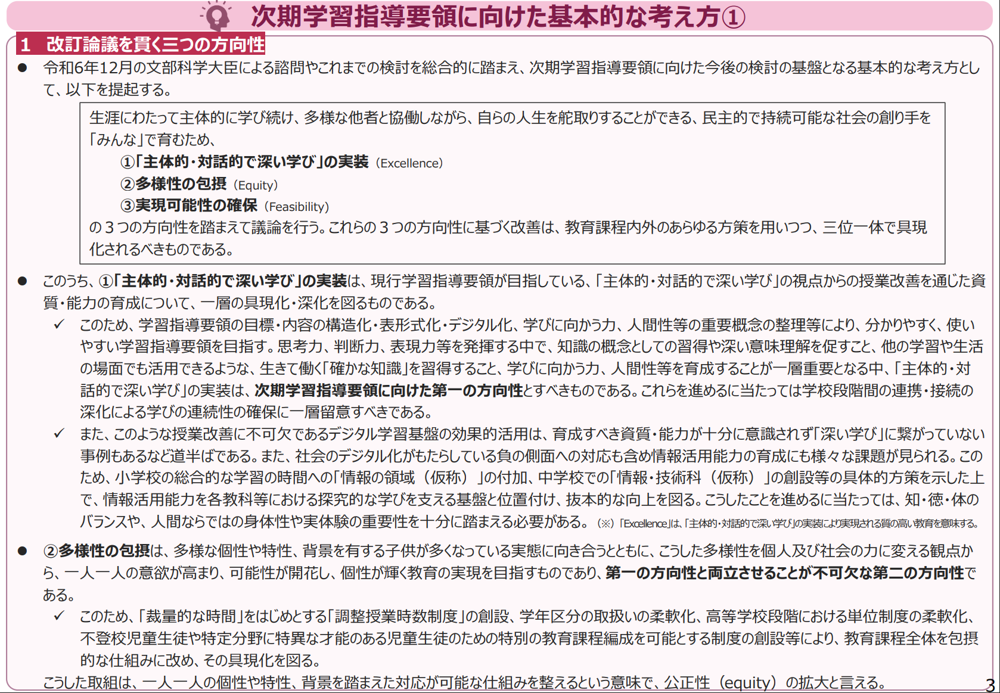 次期学習指導要領に向けた基本的な考え方①
1 改訂論議を貫く三つの方向性
● 令和6年12月の文部科学大臣による諮問やこれまでの検討を総合的に踏まえ、次期学習指導要領に向けた今後の検討の基盤となる基本的な考え方とし
て、以下を提起する。
生涯にわたって主体的に学び続け、多様な他者と協働しながら、自らの人生を舵取りすることができる、民主的で持続可能な社会の創り手を
「みんな」で育むため、
①「主体的・対話的で深い学び」の実装（Excellence）
②多様性の包摂（Equity）
③実現可能性の確保（Feasibility）
の３つの方向性を踏まえて議論を行う。これらの３つの方向性に基づく改善は、教育課程内外のあらゆる方策を用いつつ、三位一体で具現
化されるべきものである。
● このうち、①「主体的・対話的で深い学び」の実装は、現行学習指導要領が目指している、「主体的・対話的で深い学び」の視点からの授業改善を通じた資
質・能力の育成について、一層の具現化・深化を図るものである。
✓ このため、学習指導要領の目標・内容の構造化・表形式化・デジタル化、学びに向かう力、人間性等の重要概念の整理等により、分かりやすく、使い
やすい学習指導要領を目指す。思考力、判断力、表現力等を発揮する中で、知識の概念としての習得や深い意味理解を促すこと、他の学習や生活
の場面でも活用できるような、生きて働く「確かな知識」を習得すること、学びに向かう力、人間性等を育成することが一層重要となる中、「主体的・対
話的で深い学び」の実装は、次期学習指導要領に向けた第一の方向性とすべきものである。これらを進めるに当たっては学校段階間の連携・接続の
深化による学びの連続性の確保に一層留意すべきである。
✓ また、このような授業改善に不可欠であるデジタル学習基盤の効果的活用は、育成すべき資質・能力が十分に意識されず「深い学び」に繋がっていない
事例もあるなど道半ばである。また、社会のデジタル化がもたらしている負の側面への対応も含め情報活用能力の育成にも様々な課題が見られる。この
ため、小学校の総合的な学習の時間への「情報の領域（仮称）」の付加、中学校での「情報・技術科（仮称）」の創設等の具体的方策を示した上
で、情報活用能力を各教科等における探究的な学びを支える基盤と位置付け、抜本的な向上を図る。こうしたことを進めるに当たっては、知・徳・体の
バランスや、人間ならではの身体性や実体験の重要性を十分に踏まえる必要がある。（※）「Excellence」は、「主体的・対話的で深い学び」の実装により実現される質の高い教育を意味する。
● ②多様性の包摂は、多様な個性や特性、背景を有する子供が多くなっている実態に向き合うとともに、こうした多様性を個人及び社会の力に変える観点か
ら、一人一人の意欲が高まり、可能性が開花し、個性が輝く教育の実現を目指すものであり、第一の方向性と両立させることが不可欠な第二の方向性で
ある。
✓ このため、「裁量的な時間」をはじめとする「調整授業時数制度」の創設、学年区分の取扱いの柔軟化、高等学校段階における単位制度の柔軟化、
不登校児童生徒や特定分野に特異な才能のある児童生徒のための特別の教育課程編成を可能とする制度の創設等により、教育課程全体を包摂
的な仕組みに改め、その具現化を図る。
こうした取組は、一人一人の個性や特性、背景を踏まえた対応が可能な仕組みを整えるという意味で、公正性（equity）の拡大と言える。
3